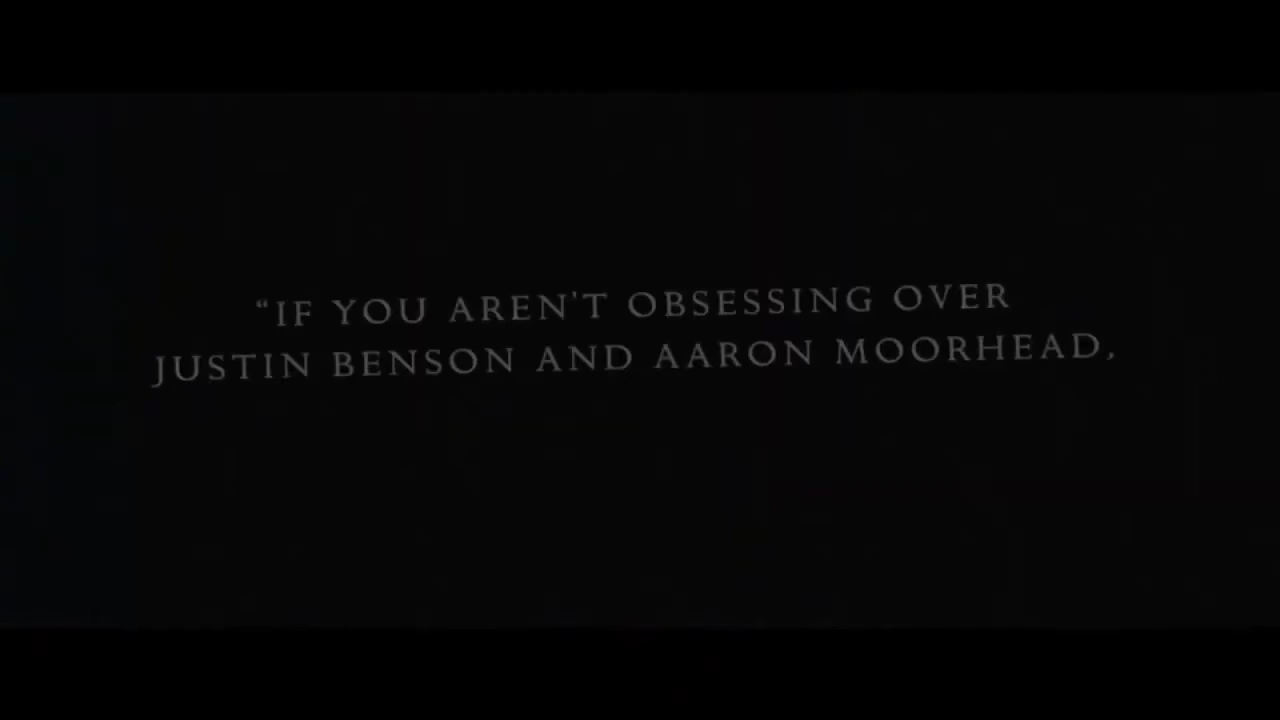 “IF YOU AREN'T OBSESSING OVER
JUSTIN BENSON AND AARON MOORHEAD,